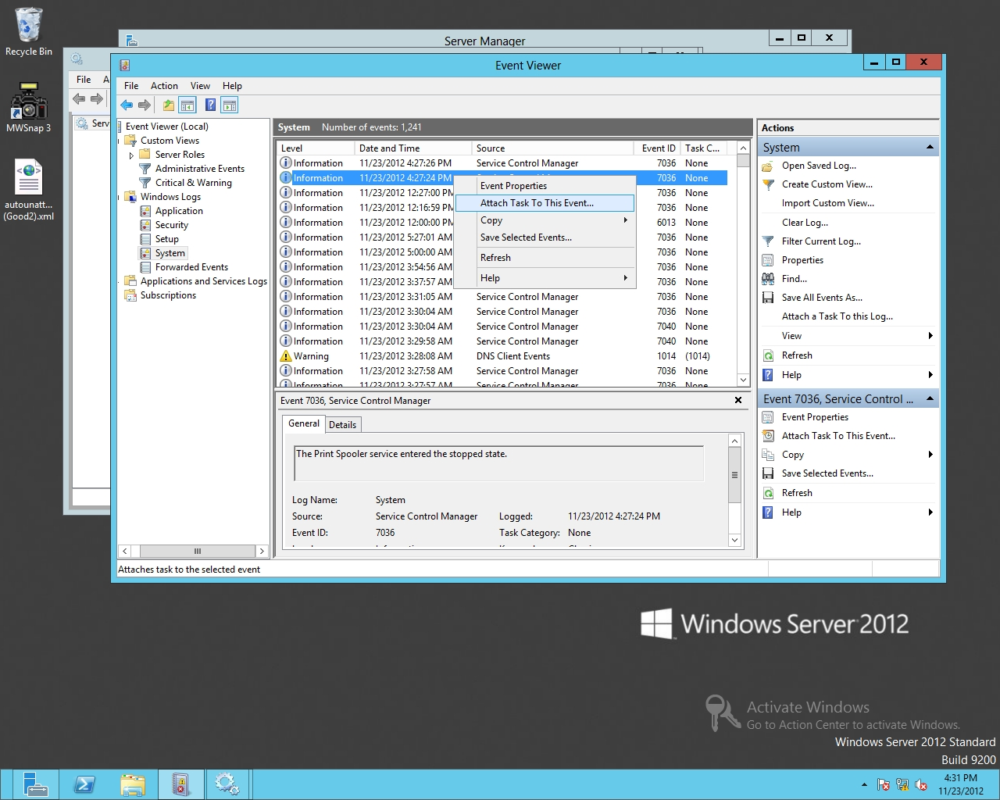 Recycle Bin
MWSnap 3
autounatt...
(Good2).xml
Server Manager
File
Serv
Event Viewer
File Action View Help
Event Viewer (Local)
Custom Views
Server Roles
Administrative Events
Critical & Warning
Windows Logs
Application
Security
Setup
System
Forwarded Events
Applications and Services Logs
Subscriptions
System Number of events: 1,241
Level Date and Time Source Event ID Task C...
Information 11/23/2012 4:27:26 PM Service Control Manager 7036 None
Information 11/23/2012 4:27:24 PM 7036 None
Information 11/23/2012 12:27:00 PM 7036 None
Information 11/23/2012 12:16:59 PM 7036 None
Information 11/23/2012 12:00:00 PM 6013 None
Information 11/23/2012 5:27:01 AM 7036 None
Information 11/23/2012 5:00:00 AM 7036 None
Information 11/23/2012 3:54:56 AM 7036 None
Information 11/23/2012 3:37:57 AM 7036 None
Information 11/23/2012 3:31:05 AM Service Control Manager 7036 None
Information 11/23/2012 3:30:04 AM Service Control Manager 7036 None
Information 11/23/2012 3:30:04 AM Service Control Manager 7040 None
Information 11/23/2012 3:29:58 AM Service Control Manager 7040 None
Warning 11/23/2012 3:28:08 AM DNS Client Events 1014 (1014)
Information 11/23/2012 3:27:58 AM Service Control Manager 7036 None
Information 11/23/2012 3:27:57 AM Service Control Manager 7036 None
Event Properties
Attach Task To This Event...
Copy
Save Selected Events...
Refresh
Help
Event 7036, Service Control Manager
General Details
The Print Spooler service entered the stopped state.
Log Name: System
Source: Service Control Manager Logged: 11/23/2012 4:27:24 PM
Event ID: 7036 Task Category: None
Actions
System
Open Saved Log...
Create Custom View...
Import Custom View...
Clear Log...
Filter Current Log...
Properties
Find...
Save All Events As...
Attach a Task To this Log...
View
Refresh
Help
Event 7036, Service Control ...
Event Properties
Attach Task To This Event...
Copy
Save Selected Events...
Refresh
Help
Attaches task to the selected event
Windows Server 2012
Activate Windows
Go to Action Center to activate Windows.
Windows Server 2012 Standard
Build 9200
4:31 PM
11/23/2012